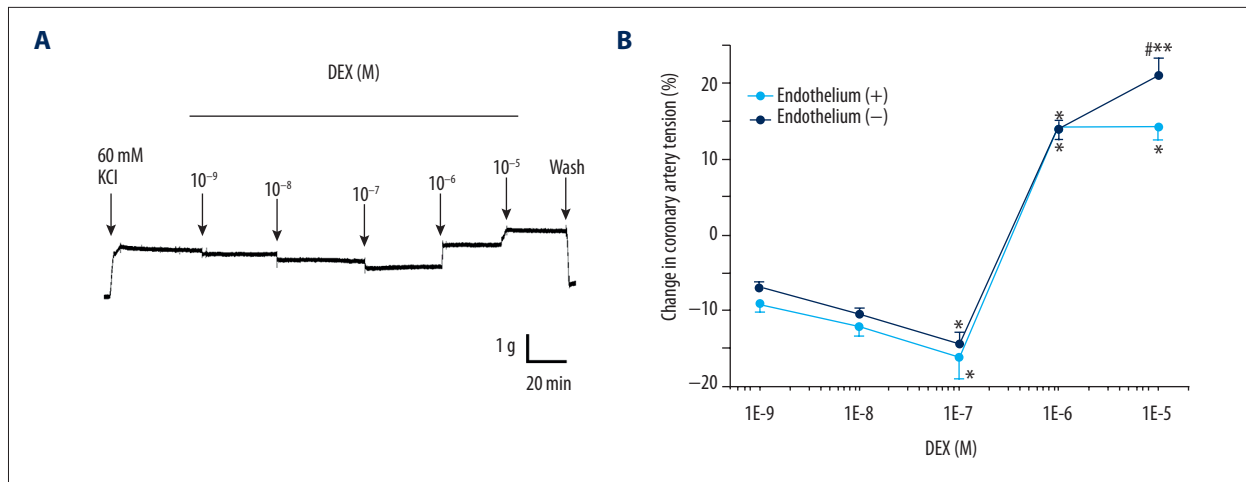 A
DEX (M)
60 mM
KCl
10⁻⁹
10⁻⁸
10⁻⁷
10⁻⁶
10⁻⁵
Wash
1 g
20 min
B
Change in coronary artery tension (%)
20
10
0
−10
−20
Endothelium (+)
Endothelium (−)
*
*
*
*
#**
*
1E-9
1E-8
1E-7
1E-6
1E-5
DEX (M)